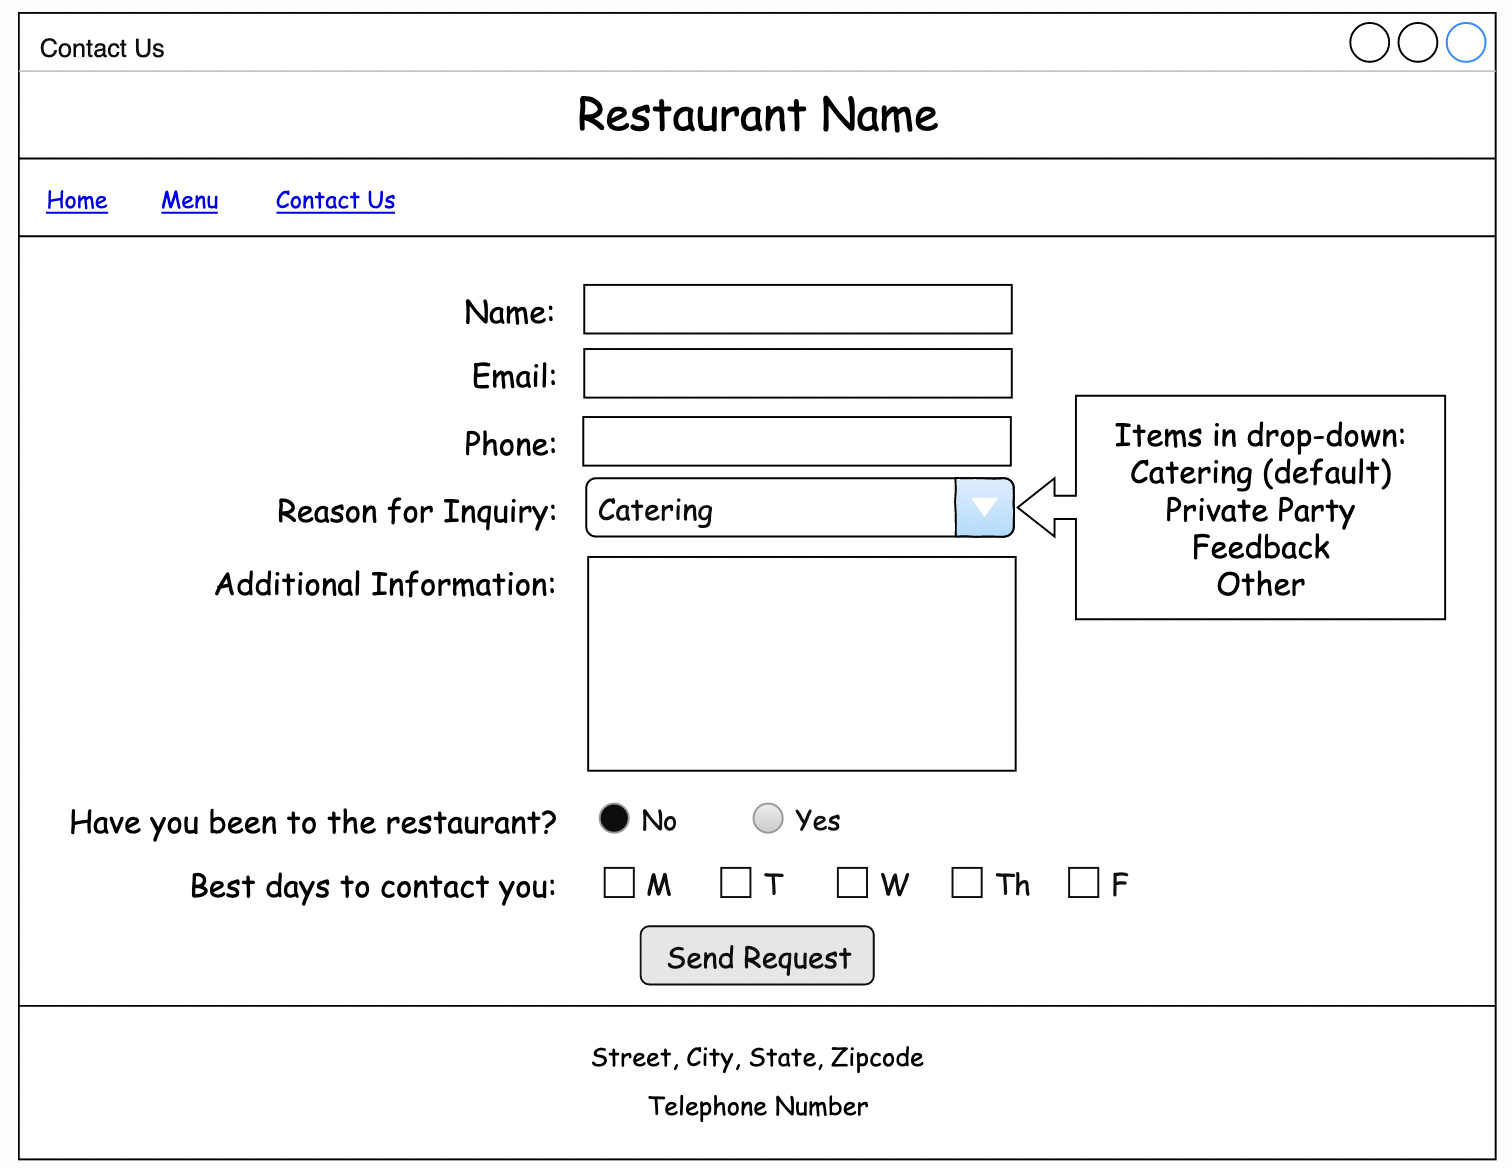 Contact Us
Restaurant Name
Home Menu Contact Us
Name:
Email:
Phone:
Reason for Inquiry: Catering
Items in drop-down:
Catering (default)
Private Party
Feedback
Other
Additional Information:
Have you been to the restaurant? No Yes
Best days to contact you: M T W Th F
Send Request
Street, City, State, Zipcode
Telephone Number